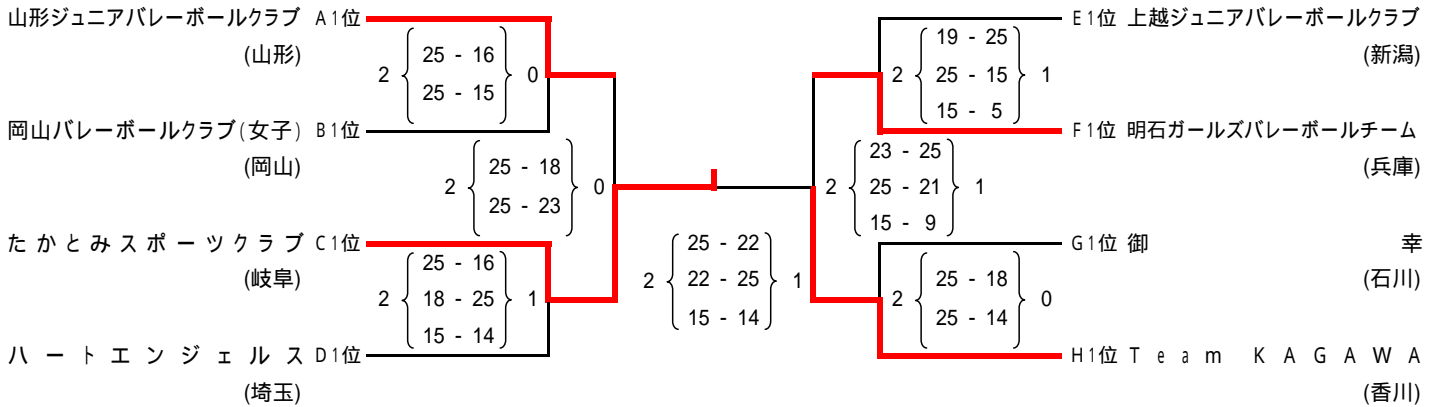 山形ジュニアバレーボールクラブ A1位
(山形)
2 25 - 16 0
25 - 15
岡山バレーボールクラブ(女子) B1位
(岡山)
2 25 - 18 0
25 - 23
たかとみスポーツクラブ C1位
(岐阜)
25 - 16
2 18 - 25 1
15 - 14
ハートエンジェルス D1位
(埼玉)
25 - 22
2 22 - 25 1
15 - 14
E1位 上越ジュニアバレーボールクラブ
(新潟)
19 - 25
2 25 - 15 1
15 - 5
F1位 明石ガールズバレーボールチーム
(兵庫)
23 - 25
2 25 - 21 1
15 - 9
G1位 御幸
(石川)
2 25 - 18 0
25 - 14
H1位 Team KAGAWA
(香川)